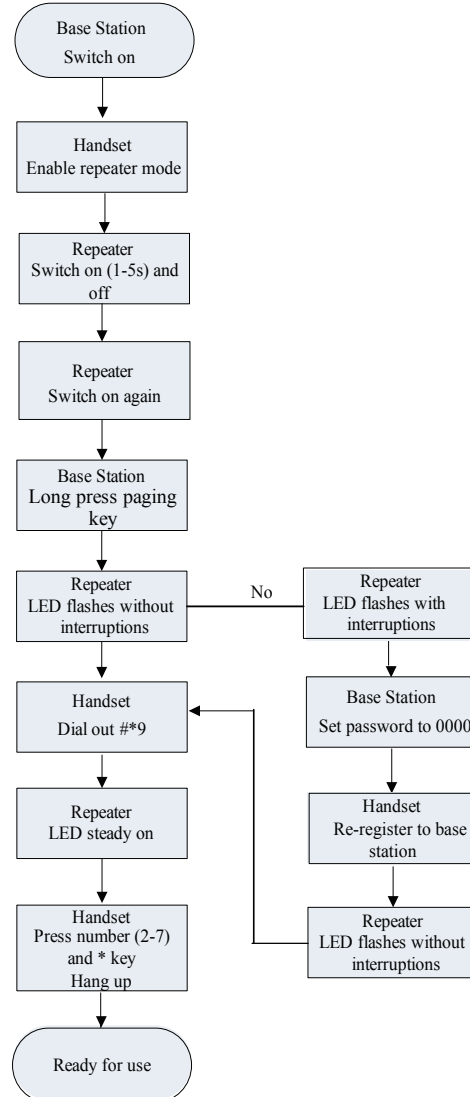 Base Station
Switch on
Handset
Enable repeater mode
Repeater
Switch on (1-5s) and
off
Repeater
Switch on again
Base Station
Long press paging
key
Repeater
LED flashes without
interruptions
No
Repeater
LED flashes with
interruptions
Base Station
Set password to 0000
Handset
Re-register to base
station
Repeater
LED flashes without
interruptions
Handset
Dial out #*9
Repeater
LED steady on
Handset
Press number (2-7)
and * key
Hang up
Ready for use